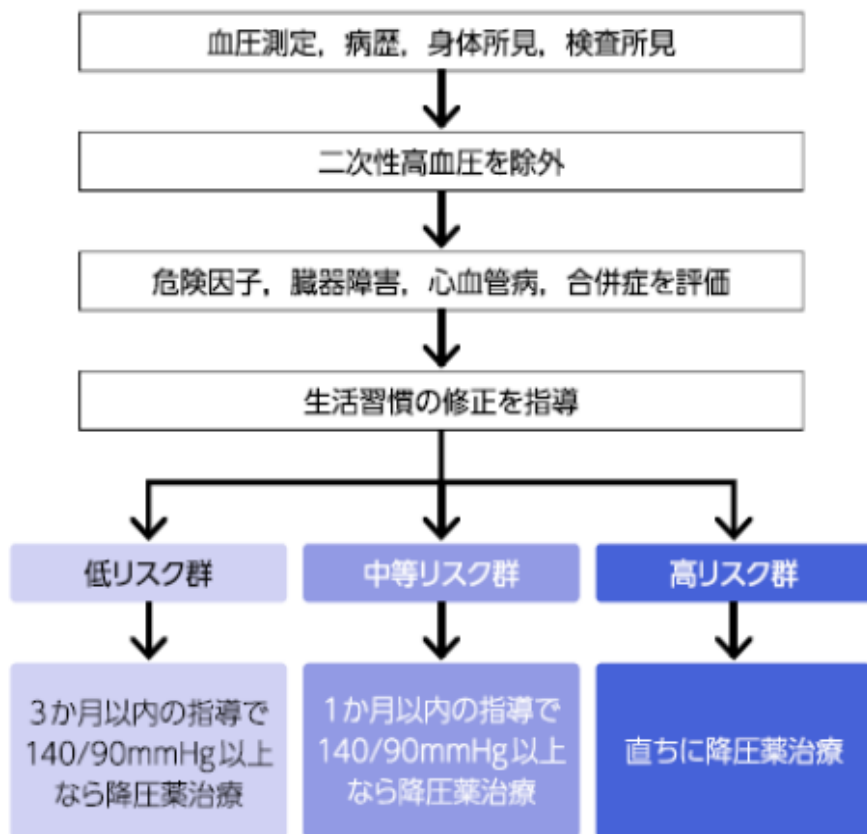 血圧測定，病歴，身体所見，検査所見
二次性高血圧を除外
危険因子，臓器障害，心血管病，合併症を評価
生活習慣の修正を指導
低リスク群
中等リスク群
高リスク群
3か月以内の指導で
140/90mmHg以上
なら降圧薬治療
1か月以内の指導で
140/90mmHg以上
なら降圧薬治療
直ちに降圧薬治療